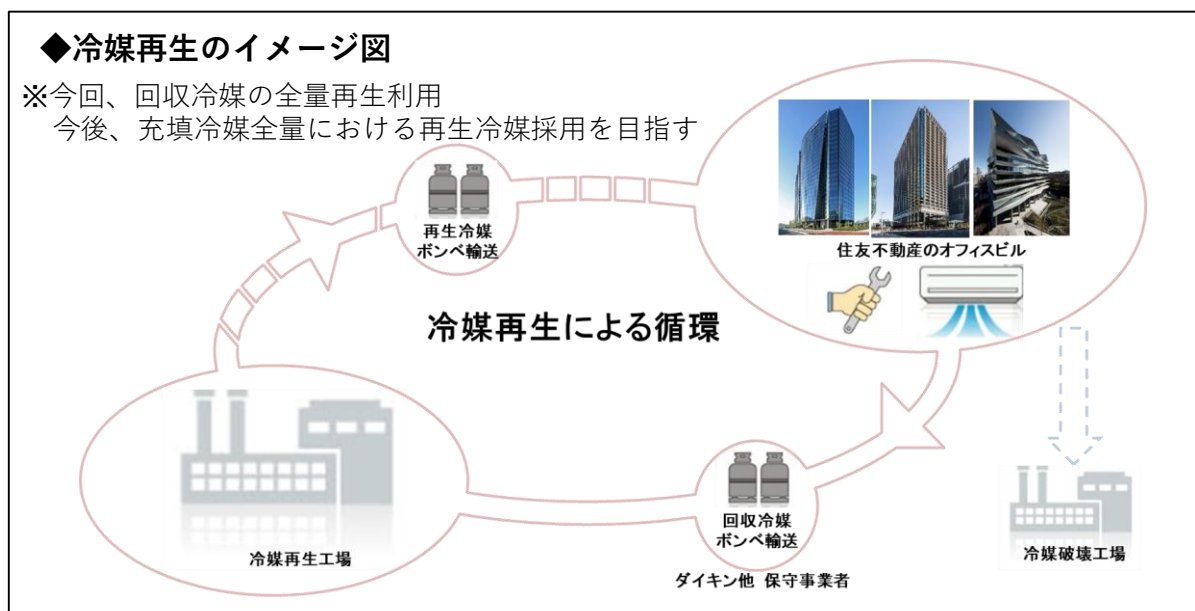 ◆冷媒再生のイメージ図
※今回、回収冷媒の全量再生利用
今後、充填冷媒全量における再生冷媒採用を目指す
再生冷媒
ボンベ輸送
住友不動産のオフィスビル
冷媒再生による循環
冷媒再生工場
回収冷媒
ボンベ輸送
ダイキン他 保守事業者
冷媒破壊工場